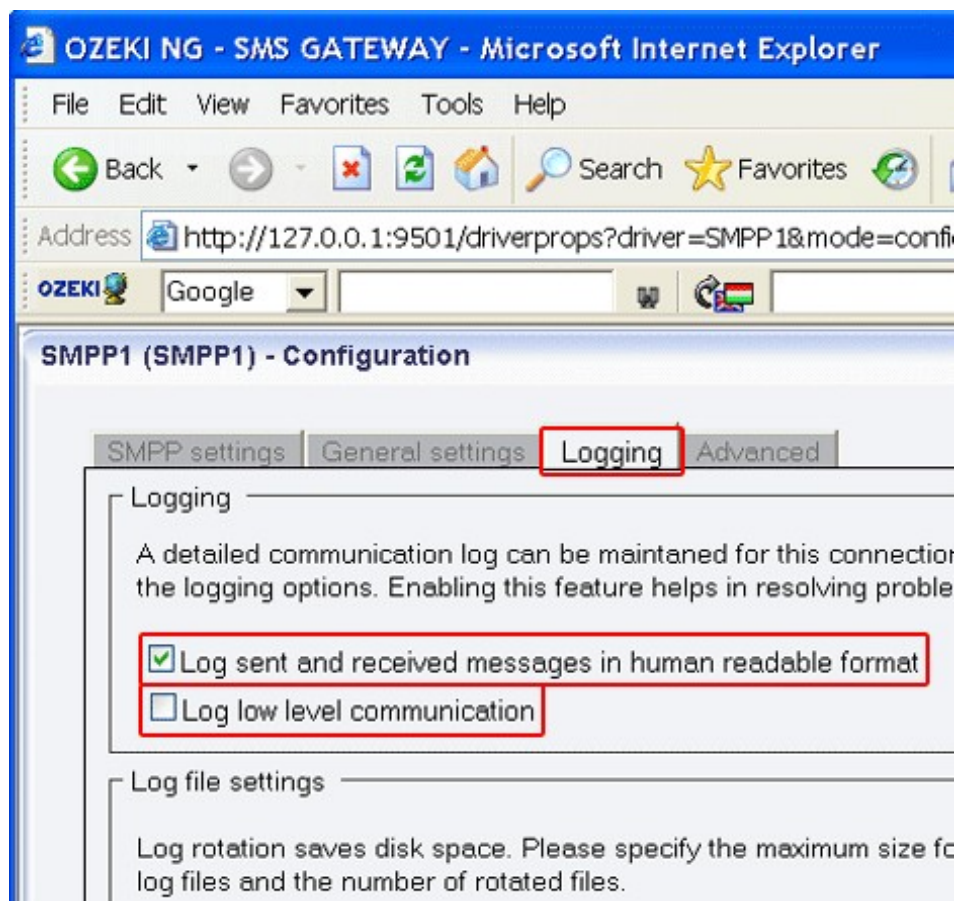 OZEKI NG - SMS GATEWAY - Microsoft Internet Explorer
File Edit View Favorites Tools Help
Back Search Favorites
Address http://127.0.0.1:9501/driverprops?driver=SMPP1&mode=confi
OZEKI Google
SMPP1 (SMPP1) - Configuration
SMPP settings General settings Logging Advanced
Logging
A detailed communication log can be maintaned for this connection
the logging options. Enabling this feature helps in resolving proble
Log sent and received messages in human readable format
Log low level communication
Log file settings
Log rotation saves disk space. Please specify the maximum size fo
log files and the number of rotated files.